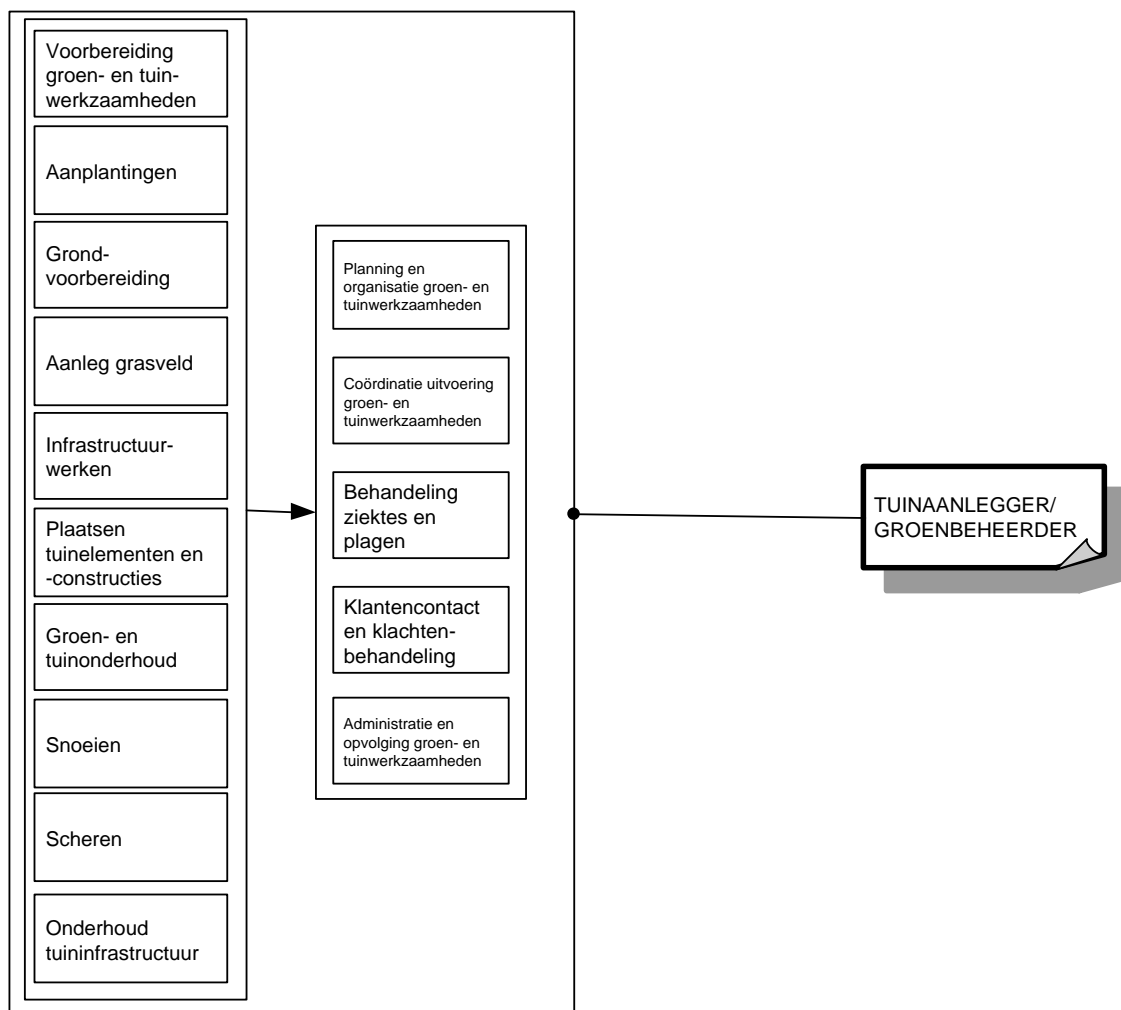 Voorbereiding
groen- en tuin-
werkzaamheden
Aanplantingen
Grond-
voorbereiding
Aanleg grasveld
Infrastructuur-
werken
Plaatsen
tuinelementen en
-constructies
Groen- en
tuinonderhoud
Snoeien
Scheren
Onderhoud
tuininfrastructuur
Planning en
organisatie groen- en
tuinwerkzaamheden
Coördinatie uitvoering
groen- en
tuinwerkzaamheden
Behandeling
ziektes en
plagen
Klantencontact
en klachten-
behandeling
Administratie en
opvolging groen- en
tuinwerkzaamheden
TUINAANLEGGER/
GROENBEHEERDER